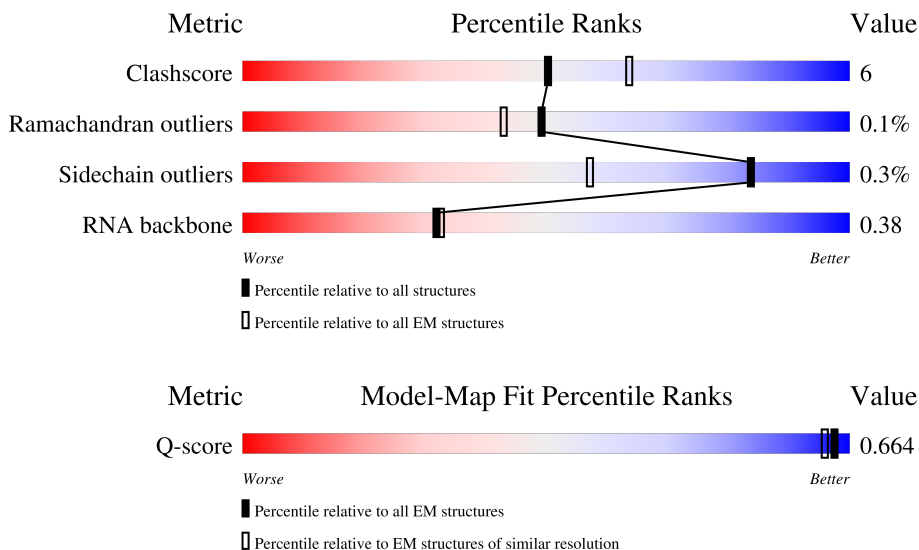 Metric Percentile Ranks Value
Clashscore 6
Ramachandran outliers 0.1%
Sidechain outliers 0.3%
RNA backbone 0.38
Worse Better
Percentile relative to all structures
Percentile relative to all EM structures
Metric Model-Map Fit Percentile Ranks Value
Q-score 0.664
Worse Better
Percentile relative to all EM structures
Percentile relative to EM structures of similar resolution